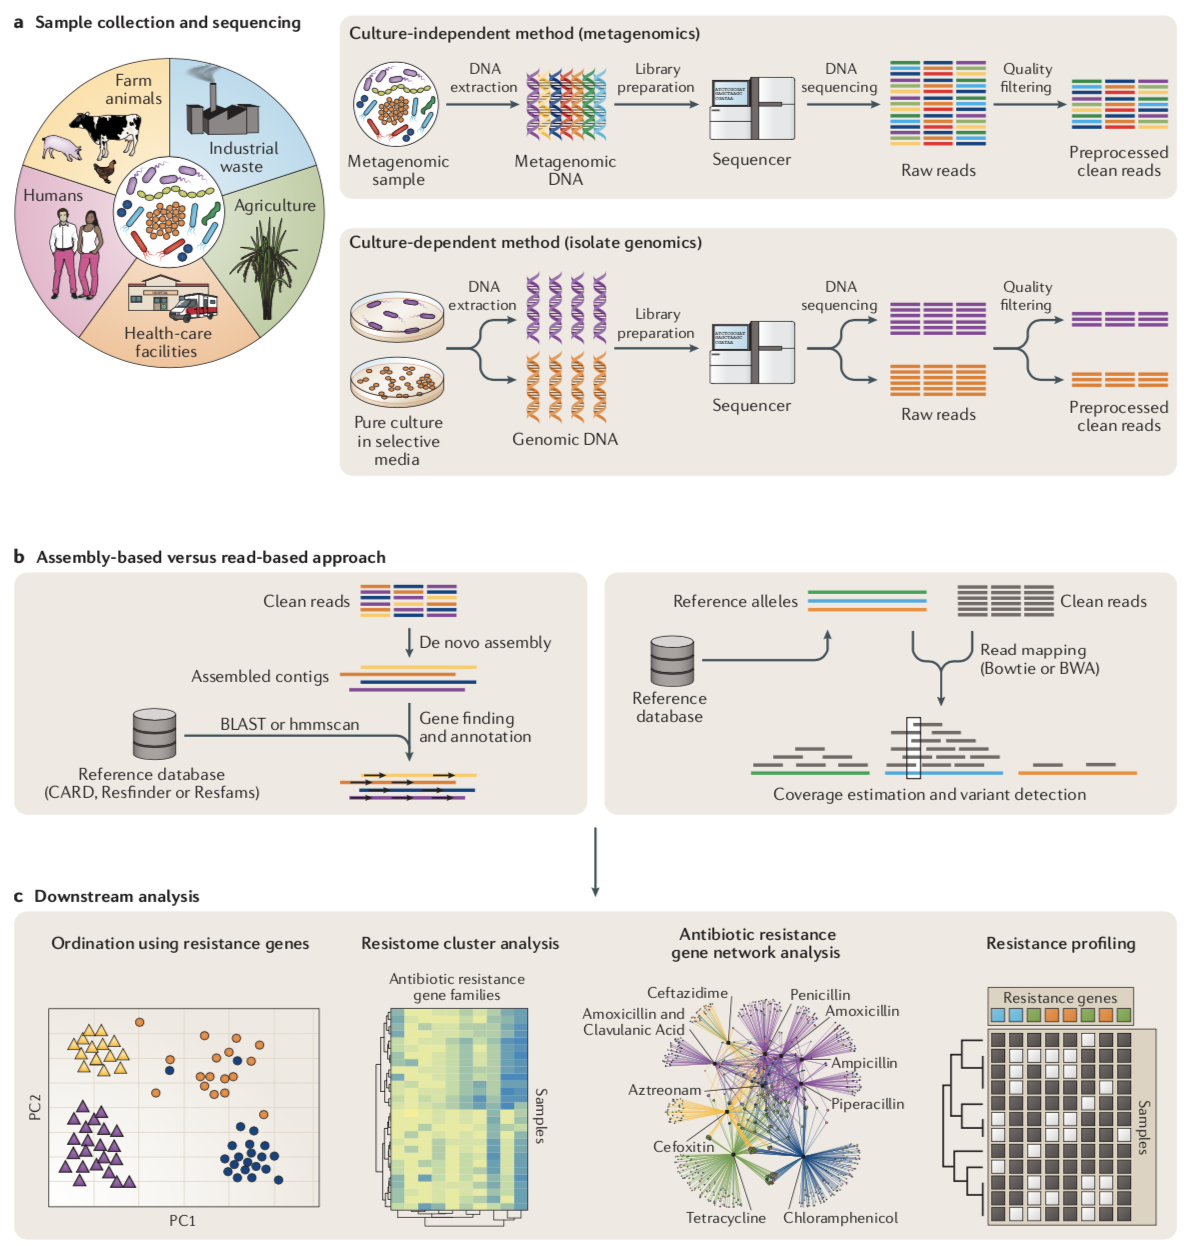 a Sample collection and sequencing
Farm
animals
Industrial
waste
Humans
Agriculture
Health-care
facilities
HOSPITAL
Culture-independent method (metagenomics)
DNA
extraction
Library
preparation
DNA
sequencing
Quality
filtering
Metagenomic
sample
Metagenomic
DNA
Sequencer
Raw reads
Preprocessed
clean reads
Culture-dependent method (isolate genomics)
DNA
extraction
Library
preparation
DNA
sequencing
Quality
filtering
Pure culture
in selective
media
Genomic DNA
Sequencer
Raw reads
Preprocessed
clean reads
b Assembly-based versus read-based approach
Clean reads
De novo assembly
Assembled contigs
BLAST or hmmscan
Gene finding
and annotation
Reference database
(CARD, Resfinder or Resfams)
Reference alleles
Clean reads
Read mapping
(Bowtie or BWA)
Reference
database
Coverage estimation and variant detection
c Downstream analysis
Ordination using resistance genes
PC2
PC1
Resistome cluster analysis
Antibiotic resistance
gene families
Samples
Antibiotic resistance
gene network analysis
Ceftazidime
Penicillin
Amoxicillin and
Clavulanic Acid
Amoxicillin
Ampicillin
Aztreonam
Piperacillin
Cefoxitin
Tetracycline
Chloramphenicol
Resistance profiling
Resistance genes
Samples